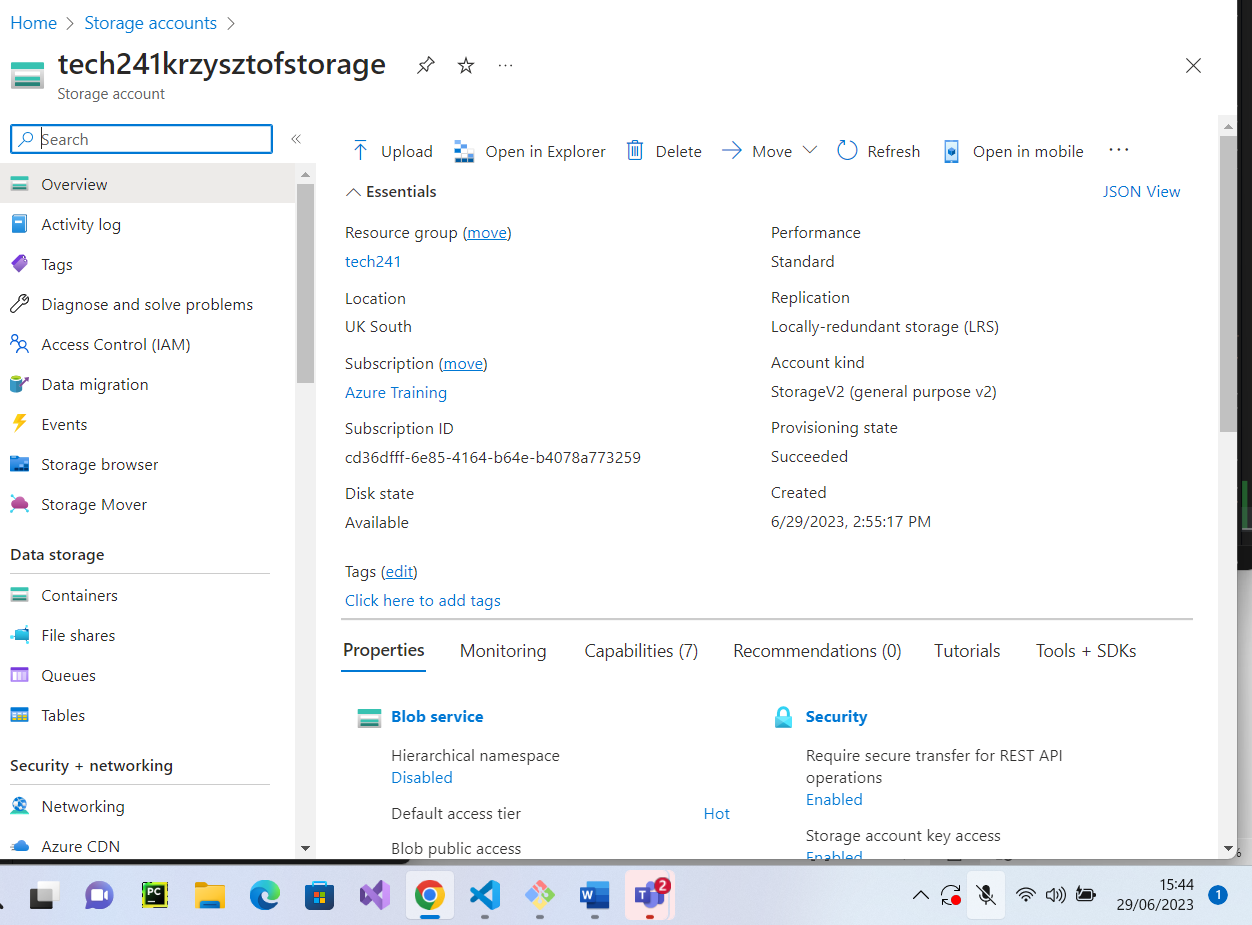 Home > Storage accounts >
tech241krzysztofstorage
Storage account
Search
Overview
Activity log
Tags
Diagnose and solve problems
Access Control (IAM)
Data migration
Events
Storage browser
Storage Mover
Data storage
Containers
File shares
Queues
Tables
Security + networking
Networking
Azure CDN
Upload Open in Explorer Delete Move Refresh Open in mobile
Essentials JSON View
Resource group (move)
tech241
Location
UK South
Subscription (move)
Azure Training
Subscription ID
cd36dfff-6e85-4164-b64e-b4078a773259
Disk state
Available
Performance
Standard
Replication
Locally-redundant storage (LRS)
Account kind
StorageV2 (general purpose v2)
Provisioning state
Succeeded
Created
6/29/2023, 2:55:17 PM
Tags (edit)
Click here to add tags
Properties Monitoring Capabilities (7) Recommendations (0) Tutorials Tools + SDKs
Blob service
Hierarchical namespace
Disabled
Default access tier Hot
Blob public access
Security
Require secure transfer for REST API
operations
Enabled
Storage account key access
Enabled
%
PC
W
T
2
15:44
29/06/2023
1